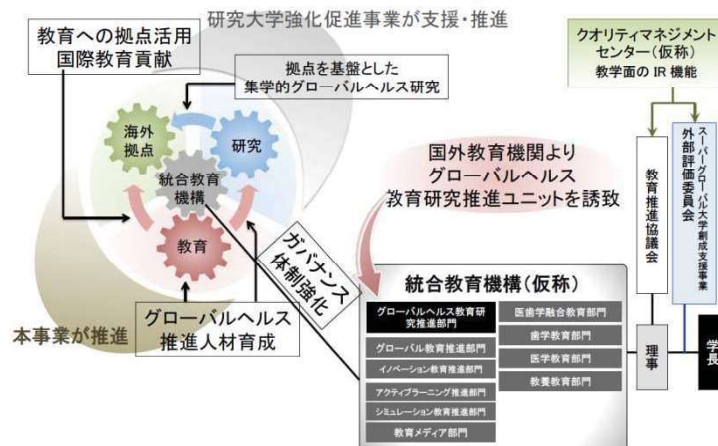 研究大学強化促進事業が支援・推進
教育への拠点活用
国際教育貢献
拠点を基盤とした
集学的グローバルヘルス研究
海外
拠点
研究
統合教育
機構
教育
本事業が推進
グローバルヘルス
推進人材育成
ガバナンス
体制強化
国外教育機関より
グローバルヘルス
教育研究推進ユニットを誘致
統合教育機構(仮称)
グローバルヘルス教育研
究推進部門
グローバル教育推進部門
イノベーション教育推進部門
アクティブラーニング推進部門
シミュレーション教育推進部門
教育メディア部門
医歯学融合教育部門
歯学教育部門
医学教育部門
教養教育部門
クオリティマネジメント
センター(仮称)
教学面の IR 機能
教育推進協議会
スーパーグローバル大学創成支援事業
外部評価委員会
理事
学長